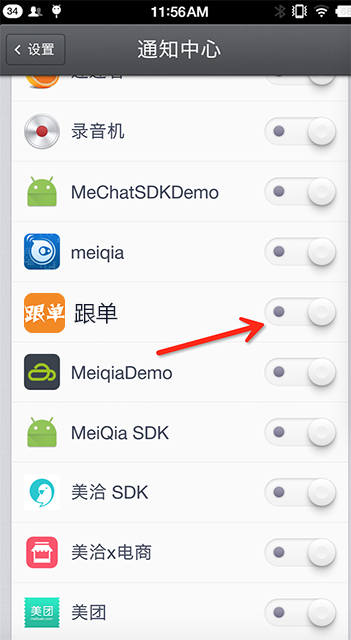 34
11:56AM
设置
通知中心
录音机
MeChatSDKDemo
meiqia
跟单
跟单
MeiqiaDemo
MeiQia SDK
美洽 SDK
美洽x电商
美团
美团